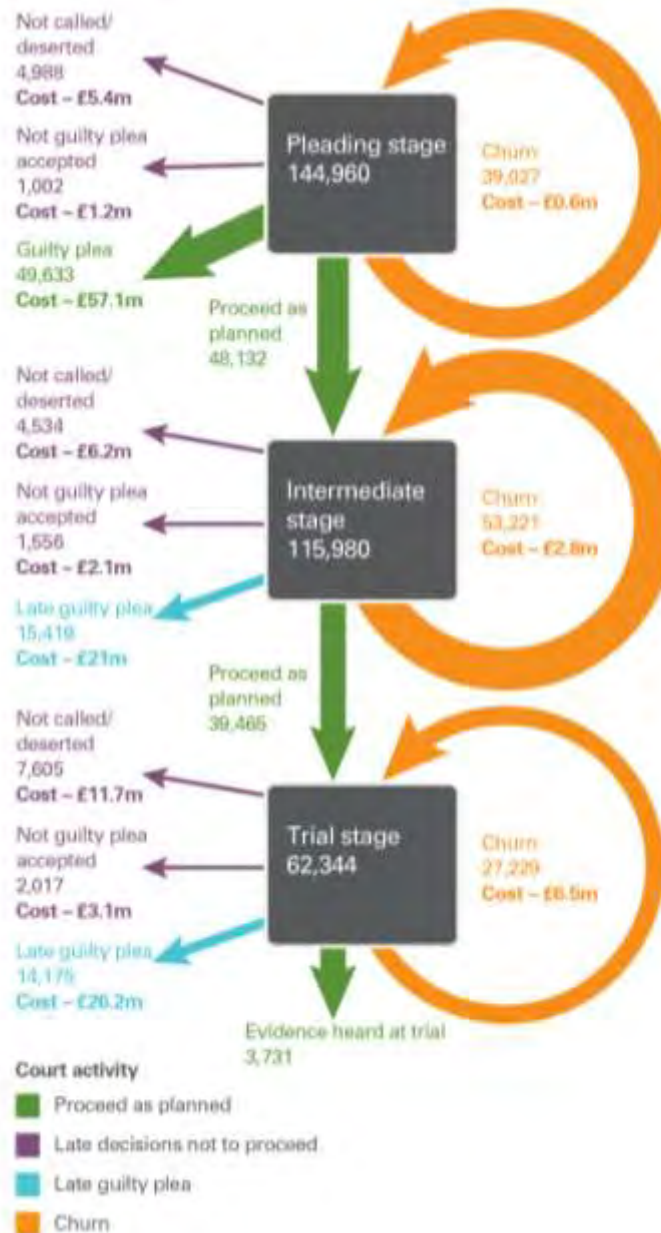 Not called/
deserted
4,988
Cost – £5.4m
Not guilty plea
accepted
1,002
Cost – £1.2m
Guilty plea
49,633
Cost – £57.1m
Pleading stage
144,960
Churn
39,027
Cost – £0.6m
Proceed as
planned
48,132
Not called/
deserted
4,534
Cost – £6.2m
Not guilty plea
accepted
1,556
Cost – £2.1m
Late guilty plea
15,419
Cost – £21m
Intermediate
stage
115,980
Churn
53,221
Cost – £2.8m
Proceed as
planned
39,465
Not called/
deserted
7,605
Cost – £11.7m
Not guilty plea
accepted
2,017
Cost – £3.1m
Late guilty plea
14,175
Cost – £26.2m
Trial stage
62,344
Churn
27,229
Cost – £6.5m
Evidence heard at trial
3,731
Court activity
Proceed as planned
Late decisions not to proceed
Late guilty plea
Churn